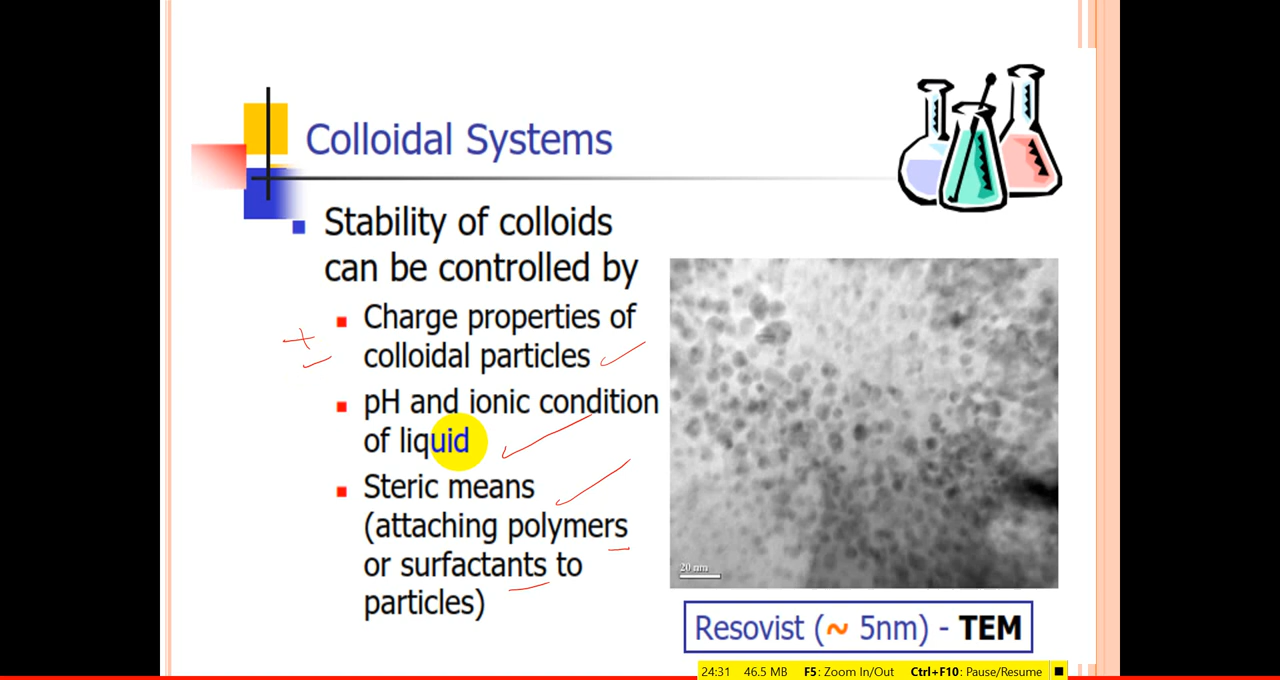 Colloidal Systems
Stability of colloids
can be controlled by
Charge properties of
colloidal particles
pH and ionic condition
of liquid
Steric means
(attaching polymers
or surfactants to
particles)
20 nm
Resovist (~ 5nm) - TEM
24:31 46.5 MB F5: Zoom In/Out Ctrl+F10: Pause/Resume